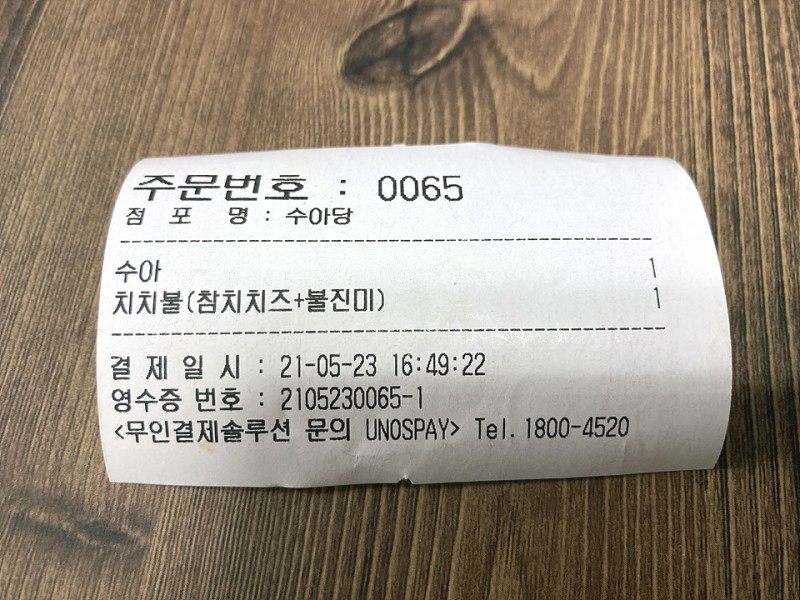 주문번호 : 0065
점 포 명 : 수아당
수아 1
치치불(참치치즈+불진미) 1
결 제 일 시 : 21-05-23 16:49:22
영수증 번호 : 2105230065-1
<무인결제솔루션 문의 UNOSPAY> Tel. 1800-4520